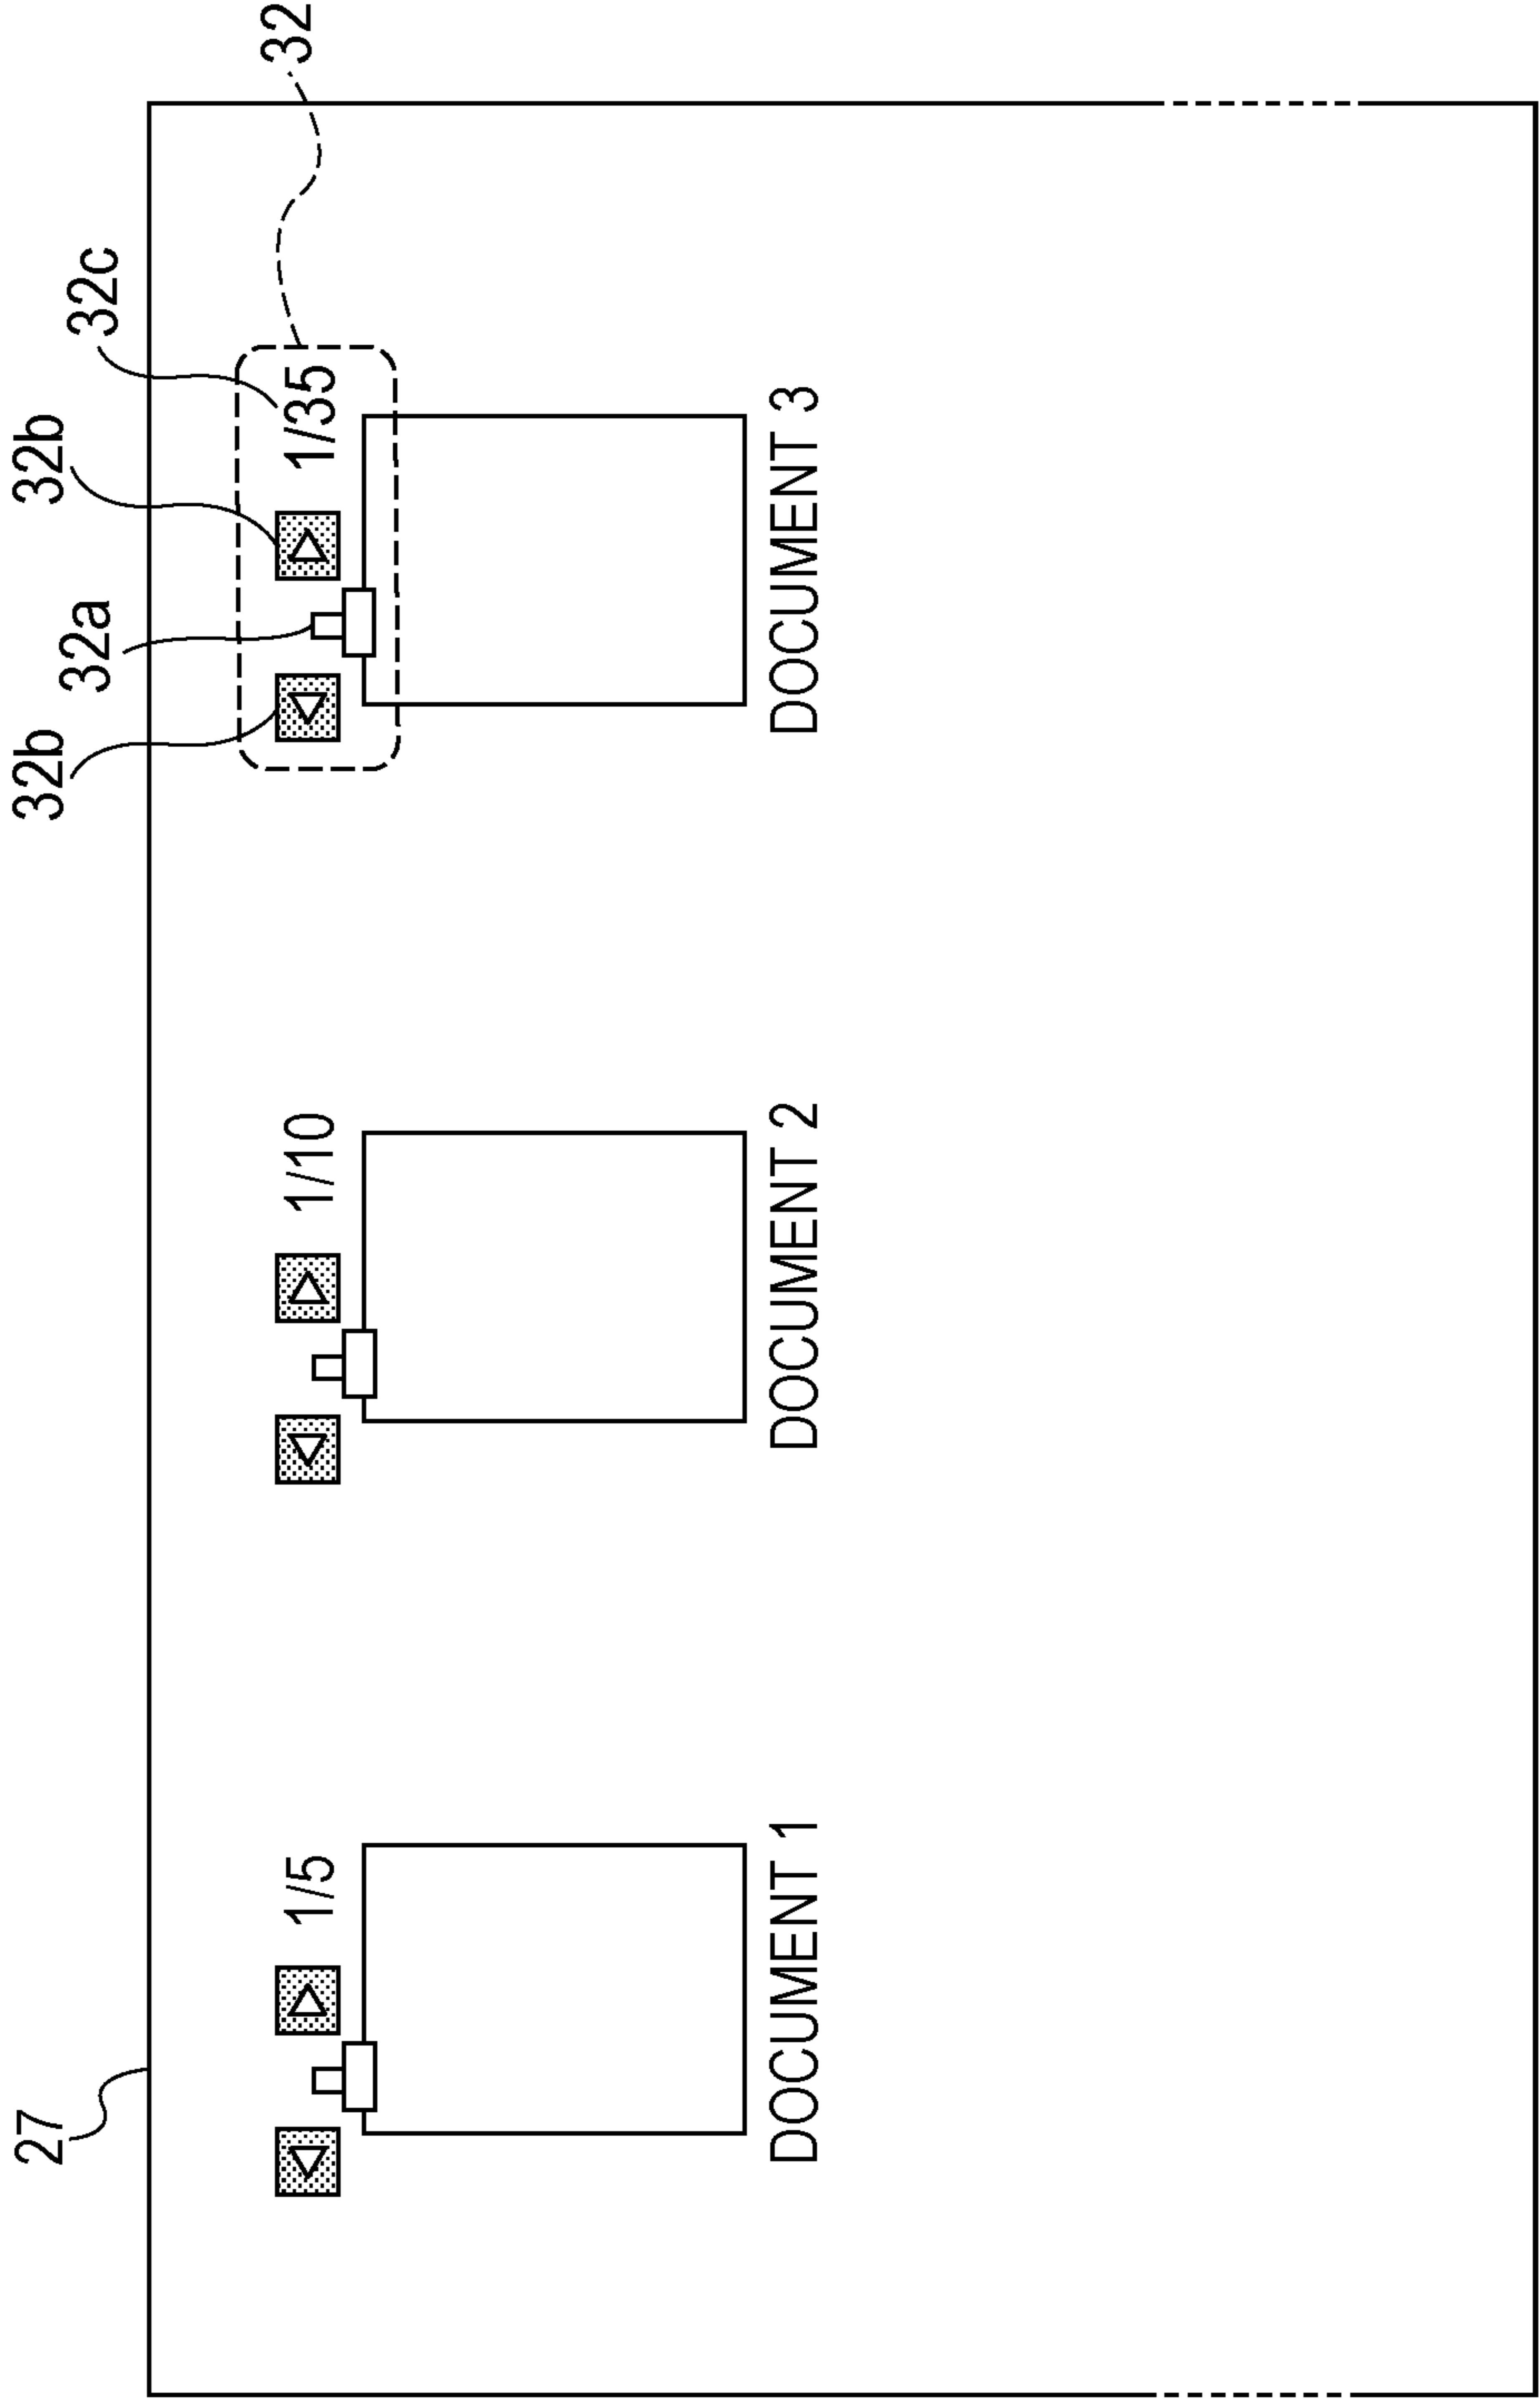 27
32b
32a
32b
32c
32
1/5
1/10
1/35
DOCUMENT 1
DOCUMENT 2
DOCUMENT 3